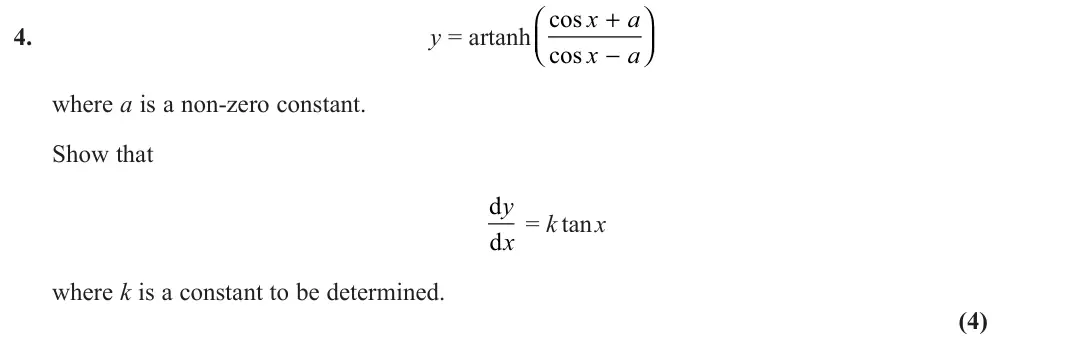 4. y = artanh((cos x + a)/(cos x − a))
where a is a non-zero constant.
Show that
dy/dx = k tan x
where k is a constant to be determined.
(4)